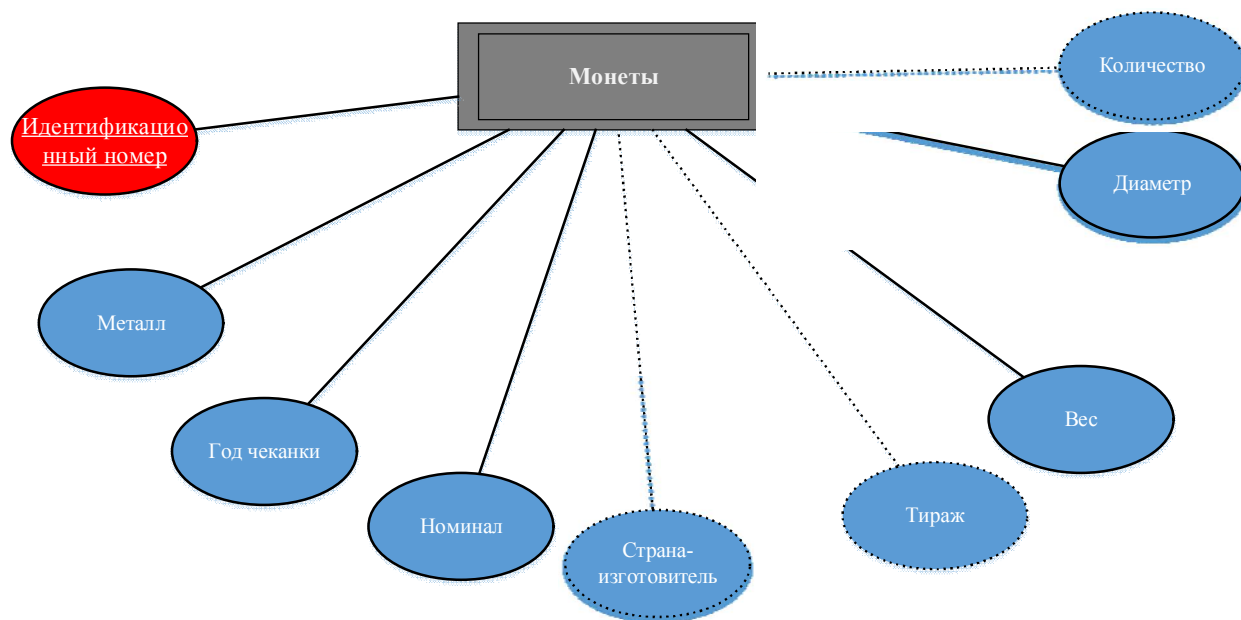 Монеты
Количество
Идентификацио
нный номер
Диаметр
Металл
Вес
Год чеканки
Номинал
Тираж
Страна-
изготовитель